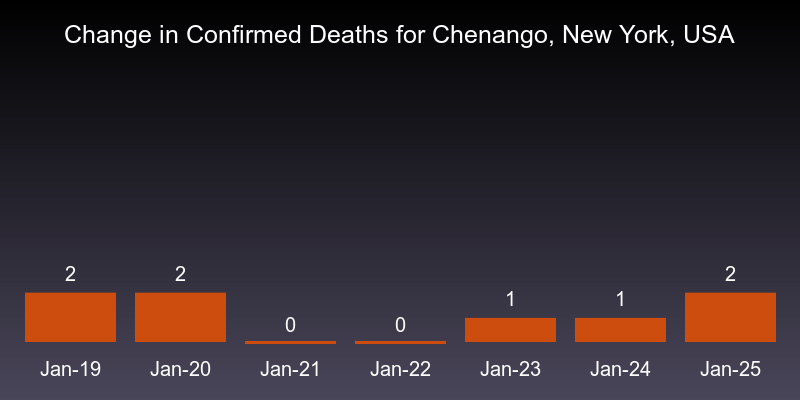 Change in Confirmed Deaths for Chenango, New York, USA
2 2 0 0 1 1 2
Jan-19 Jan-20 Jan-21 Jan-22 Jan-23 Jan-24 Jan-25